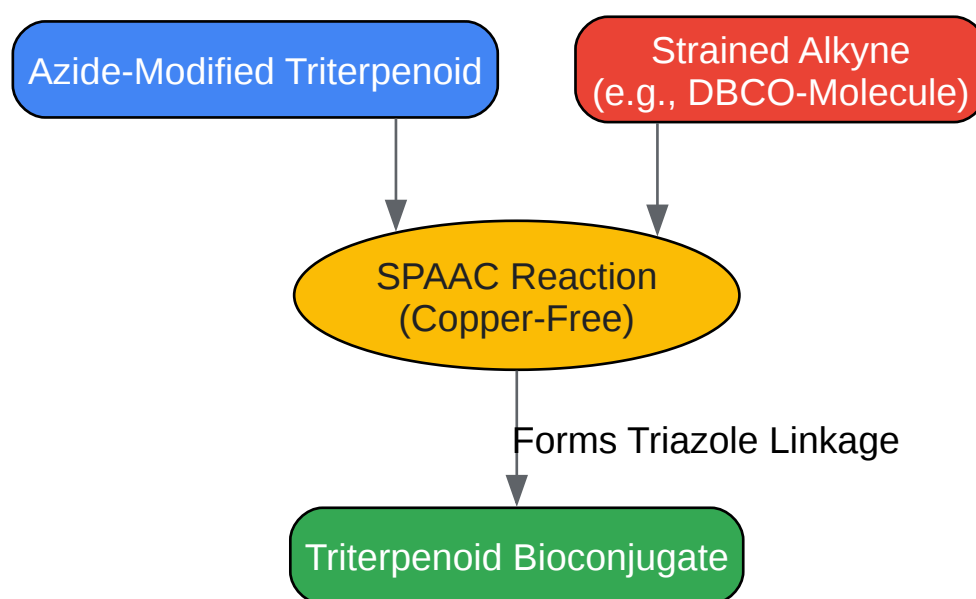 Azide-Modified Triterpenoid
Strained Alkyne
(e.g., DBCO-Molecule)
SPAAC Reaction
(Copper-Free)
Forms Triazole Linkage
Triterpenoid Bioconjugate